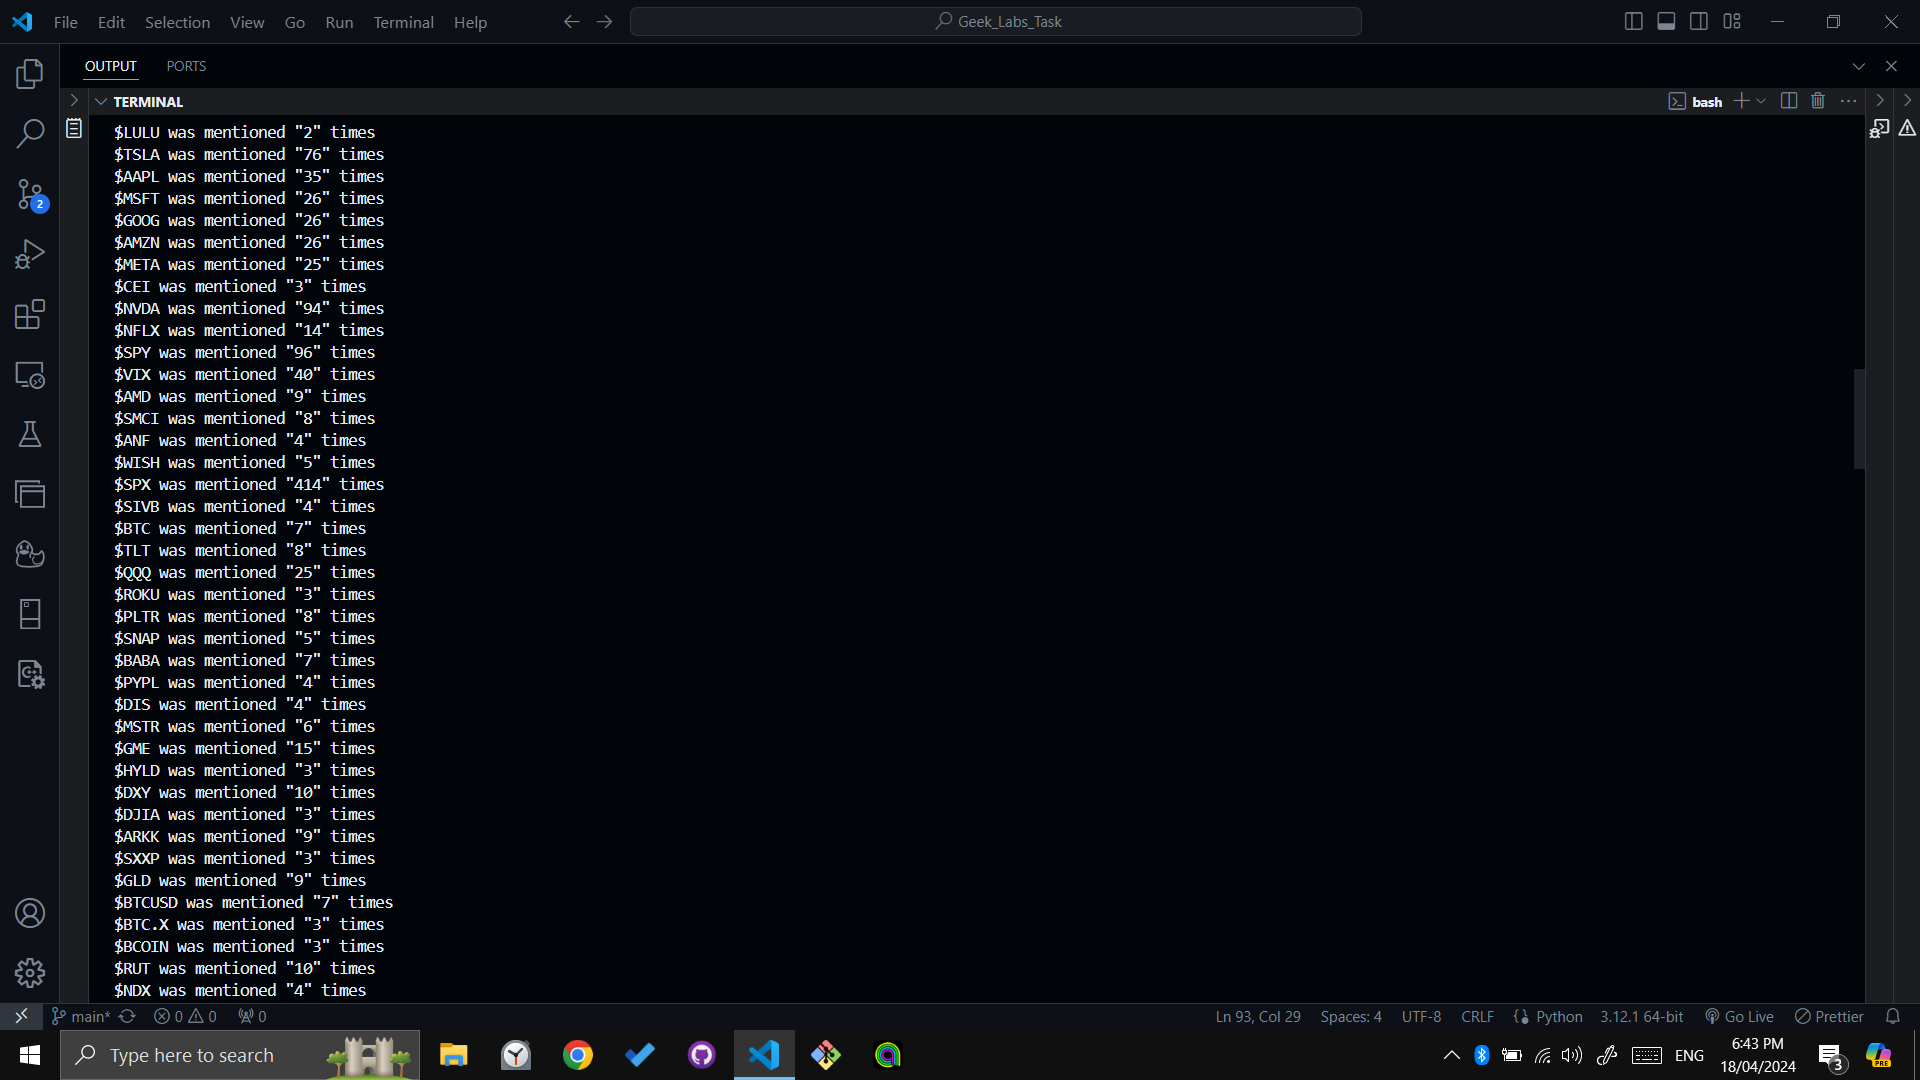 File Edit Selection View Go Run Terminal Help Geek_Labs_Task
OUTPUT PORTS
TERMINAL bash
$LULU was mentioned "2" times
$TSLA was mentioned "76" times
$AAPL was mentioned "35" times
$MSFT was mentioned "26" times
$GOOG was mentioned "26" times
$AMZN was mentioned "26" times
$META was mentioned "25" times
$CEI was mentioned "3" times
$NVDA was mentioned "94" times
$NFLX was mentioned "14" times
$SPY was mentioned "96" times
$VIX was mentioned "40" times
$AMD was mentioned "9" times
$SMCI was mentioned "8" times
$ANF was mentioned "4" times
$WISH was mentioned "5" times
$SPX was mentioned "414" times
$SIVB was mentioned "4" times
$BTC was mentioned "7" times
$TLT was mentioned "8" times
$QQQ was mentioned "25" times
$ROKU was mentioned "3" times
$PLTR was mentioned "8" times
$SNAP was mentioned "5" times
$BABA was mentioned "7" times
$PYPL was mentioned "4" times
$DIS was mentioned "4" times
$MSTR was mentioned "6" times
$GME was mentioned "15" times
$HYLD was mentioned "3" times
$DXY was mentioned "10" times
$DJIA was mentioned "3" times
$ARKK was mentioned "9" times
$SXXP was mentioned "3" times
$GLD was mentioned "9" times
$BTCUSD was mentioned "7" times
$BTC.X was mentioned "3" times
$BCOIN was mentioned "3" times
$RUT was mentioned "10" times
$NDX was mentioned "4" times
2
main* 0 0 0 Ln 93, Col 29 Spaces: 4 UTF-8 CRLF Python 3.12.1 64-bit Go Live Prettier
Type here to search ENG 6:43 PM
18/04/2024 3 PRE